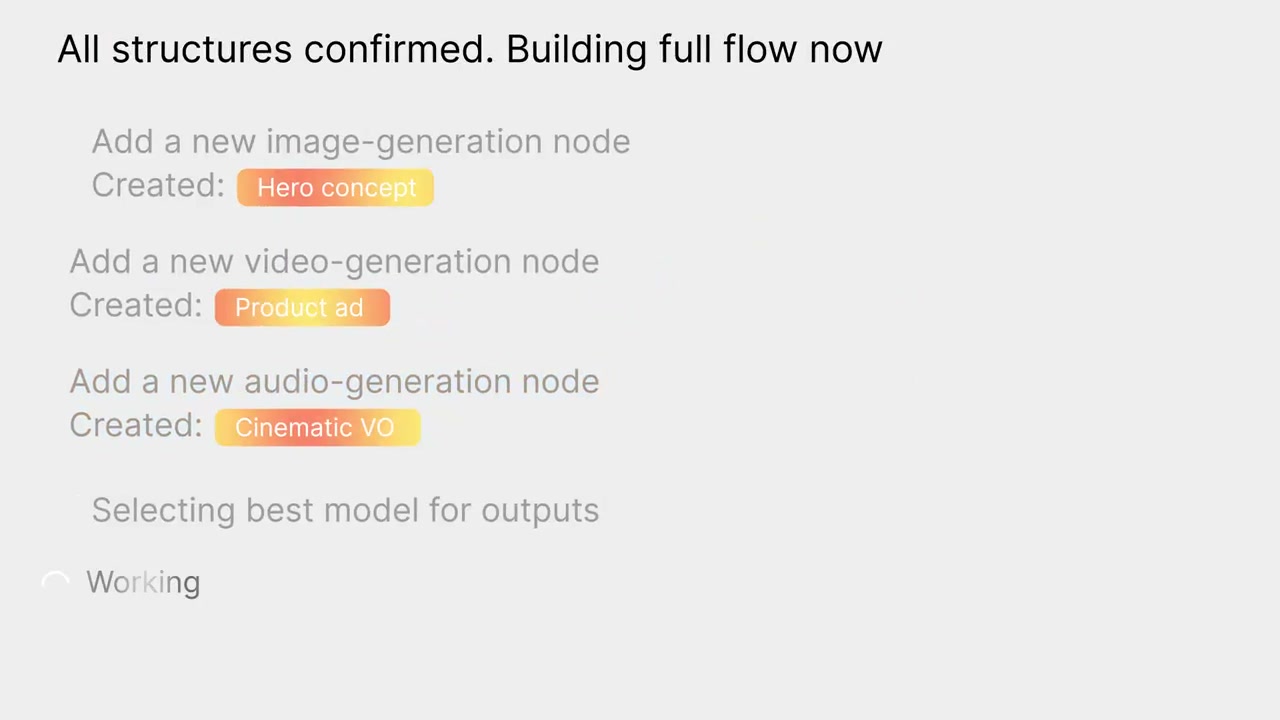 All structures confirmed. Building full flow now
Add a new image-generation node
Created: Hero concept
Add a new video-generation node
Created: Product ad
Add a new audio-generation node
Created: Cinematic VO
Selecting best model for outputs
Working